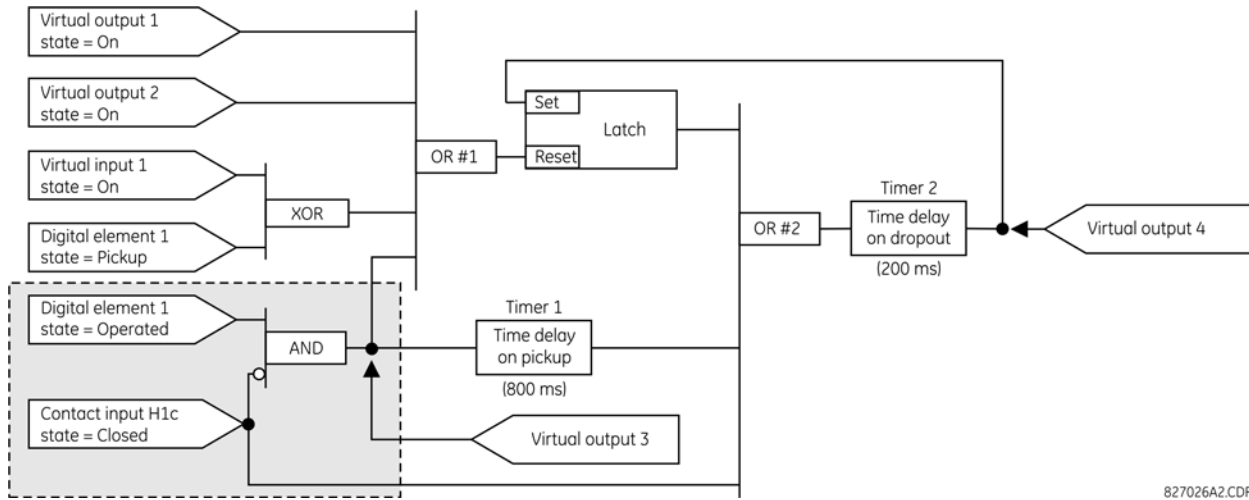 Virtual output 1
state = On
Virtual output 2
state = On
Virtual input 1
state = On
Digital element 1
state = Pickup
Digital element 1
state = Operated
Contact input H1c
state = Closed
XOR
AND
OR #1
Set
Latch
Reset
Timer 1
Time delay
on pickup
(800 ms)
Virtual output 3
OR #2
Timer 2
Time delay
on dropout
(200 ms)
Virtual output 4